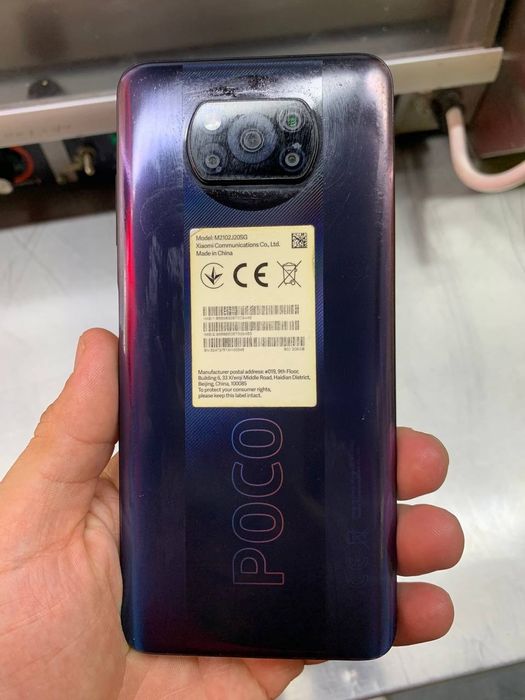 Model: M2102J20SG
Xiaomi Communications Co., Ltd.
Made in China
CE
Manufacturer postal address: #019, 9th Floor,
Building 6, 33 Xi'erqi Middle Road, Haidian District,
Beijing, China, 100085
To protect your consumer rights,
please keep this label intact.
POCO